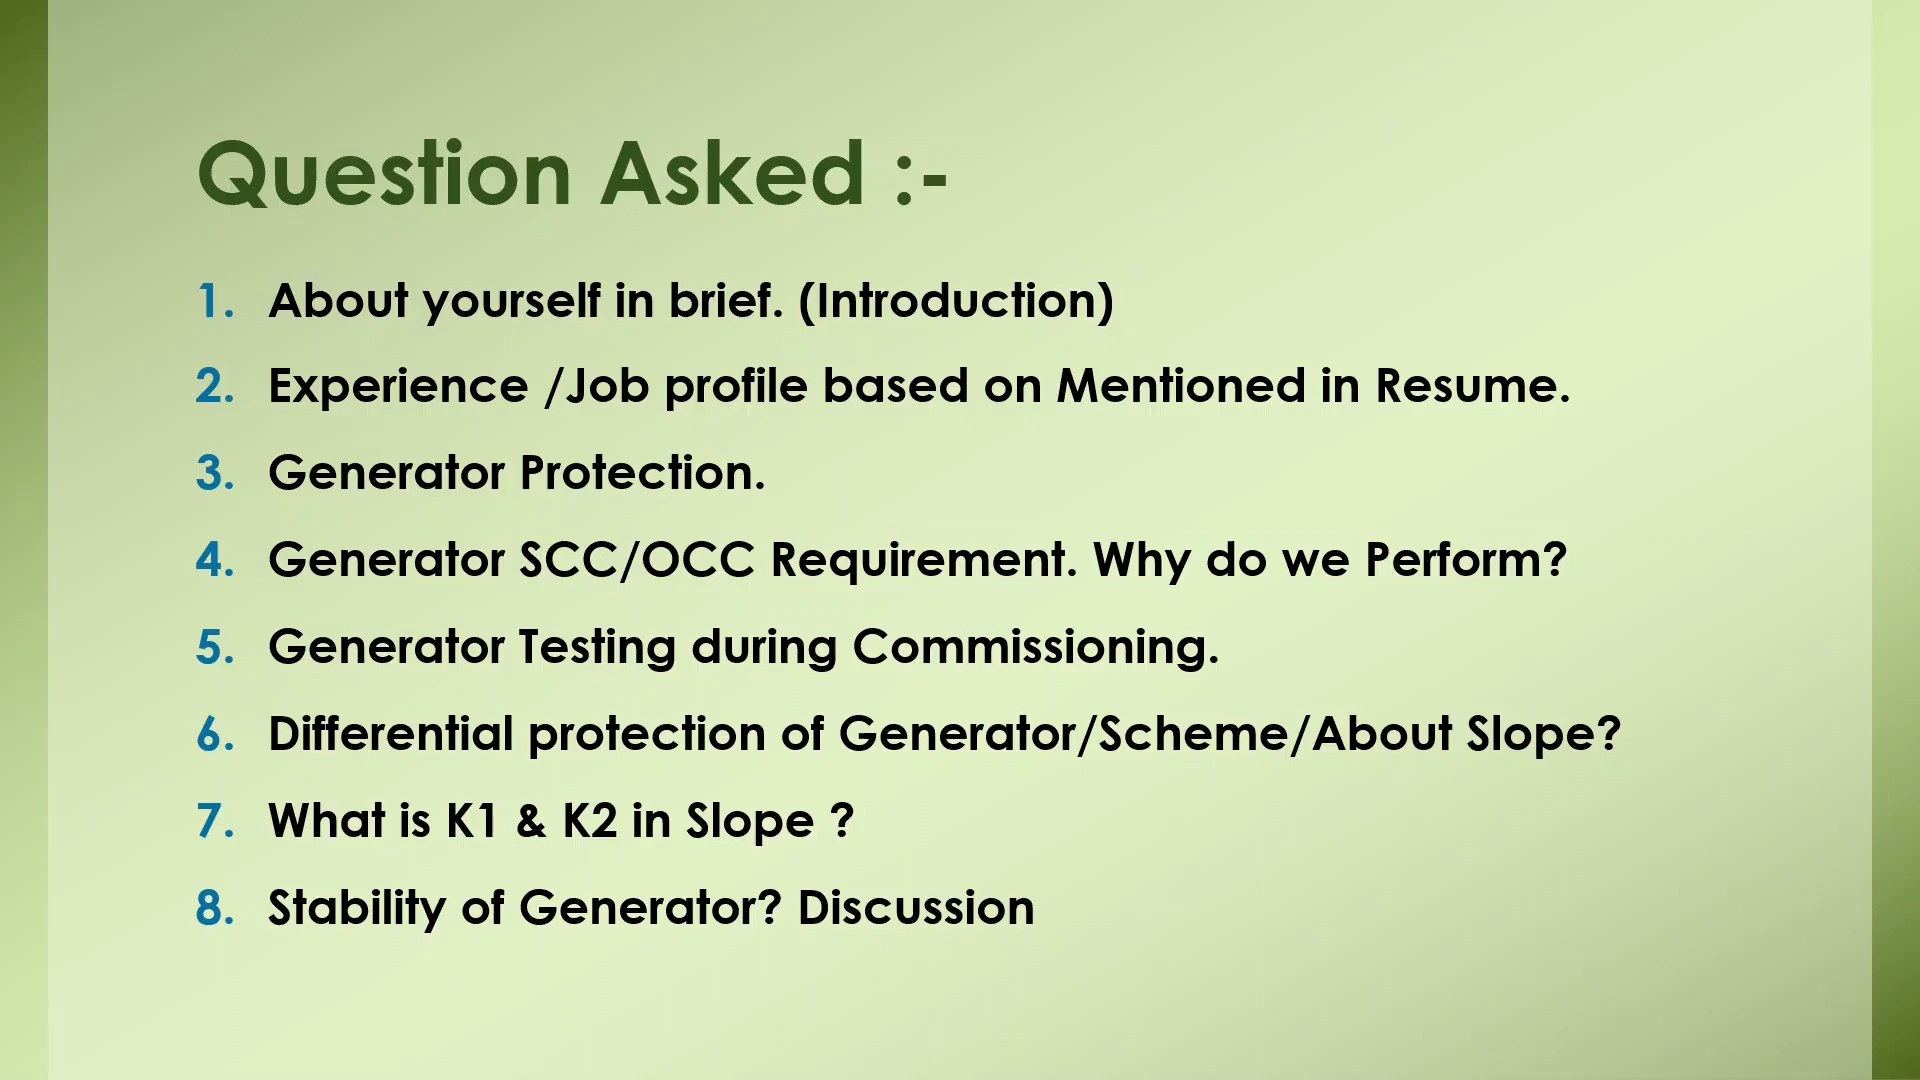 Question Asked :-
1. About yourself in brief. (Introduction)
2. Experience /Job profile based on Mentioned in Resume.
3. Generator Protection.
4. Generator SCC/OCC Requirement. Why do we Perform?
5. Generator Testing during Commissioning.
6. Differential protection of Generator/Scheme/About Slope?
7. What is K1 & K2 in Slope ?
8. Stability of Generator? Discussion